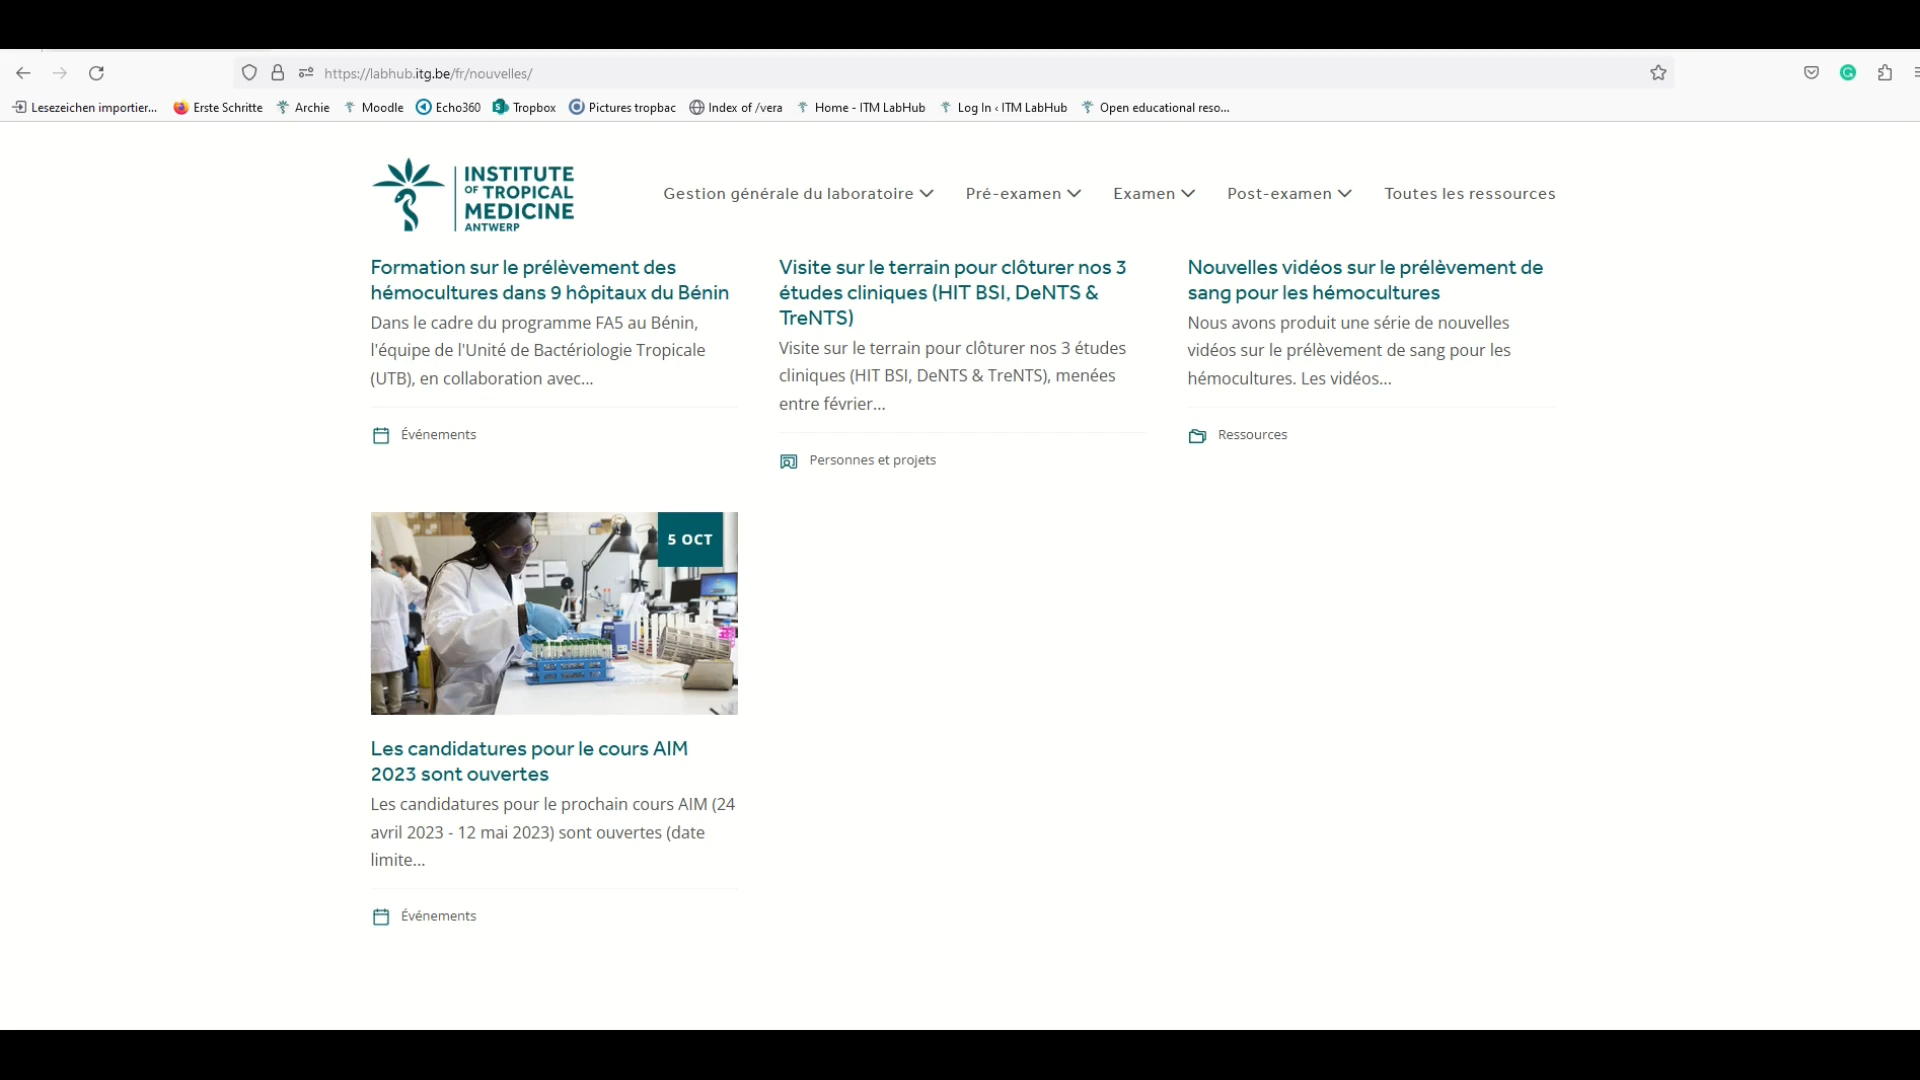 https://labhub.itg.be/fr/nouvelles/
Lesezeichen importier... Erste Schritte Archie Moodle Echo360 Tropbox Pictures tropbac Index of /vera Home - ITM LabHub Log In ‹ ITM LabHub Open educational reso...
INSTITUTE
OF TROPICAL
MEDICINE
ANTWERP
Gestion générale du laboratoire Pré-examen Examen Post-examen Toutes les ressources
Formation sur le prélèvement des
hémocultures dans 9 hôpitaux du Bénin
Dans le cadre du programme FA5 au Bénin,
l'équipe de l'Unité de Bactériologie Tropicale
(UTB), en collaboration avec...
Événements
Visite sur le terrain pour clôturer nos 3
études cliniques (HIT BSI, DeNTS &
TreNTS)
Visite sur le terrain pour clôturer nos 3 études
cliniques (HIT BSI, DeNTS & TreNTS), menées
entre février...
Personnes et projets
Nouvelles vidéos sur le prélèvement de
sang pour les hémocultures
Nous avons produit une série de nouvelles
vidéos sur le prélèvement de sang pour les
hémocultures. Les vidéos...
Ressources
5 OCT
Les candidatures pour le cours AIM
2023 sont ouvertes
Les candidatures pour le prochain cours AIM (24
avril 2023 - 12 mai 2023) sont ouvertes (date
limite...
Événements